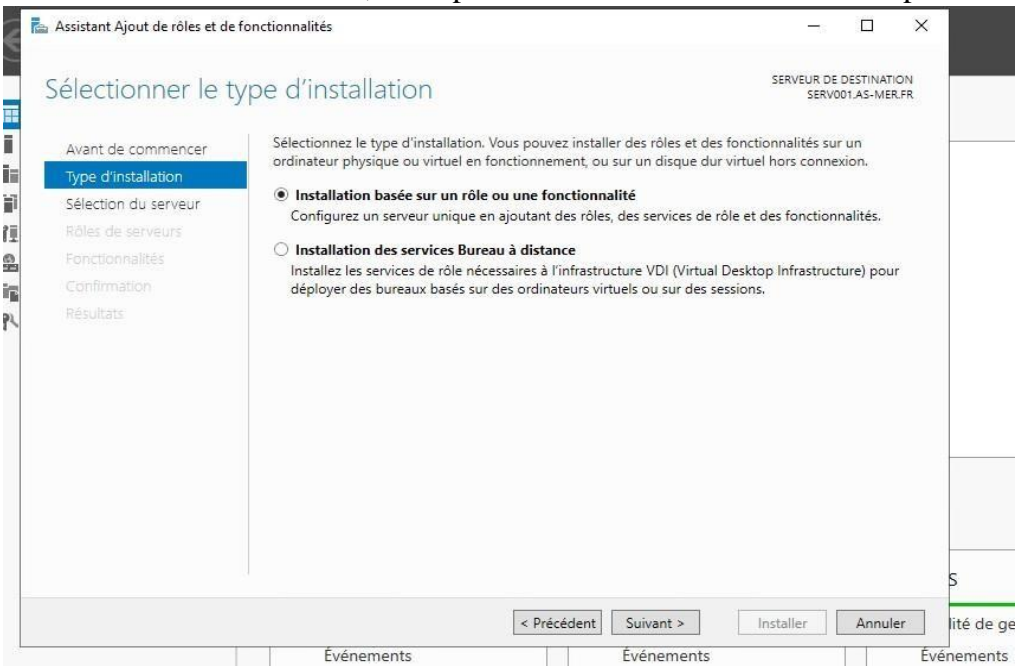 Assistant Ajout de rôles et de fonctionnalités
Sélectionner le type d'installation
SERVEUR DE DESTINATION
SERV001.AS-MER.FR
Avant de commencer
Type d'installation
Sélection du serveur
Rôles de serveurs
Fonctionnalités
Confirmation
Résultats
Sélectionnez le type d'installation. Vous pouvez installer des rôles et des fonctionnalités sur un
ordinateur physique ou virtuel en fonctionnement, ou sur un disque dur virtuel hors connexion.
Installation basée sur un rôle ou une fonctionnalité
Configurez un serveur unique en ajoutant des rôles, des services de rôle et des fonctionnalités.
Installation des services Bureau à distance
Installez les services de rôle nécessaires à l'infrastructure VDI (Virtual Desktop Infrastructure) pour
déployer des bureaux basés sur des ordinateurs virtuels ou sur des sessions.
< Précédent
Suivant >
Installer
Annuler
S
lité de ge
Événements
Événements
Événements